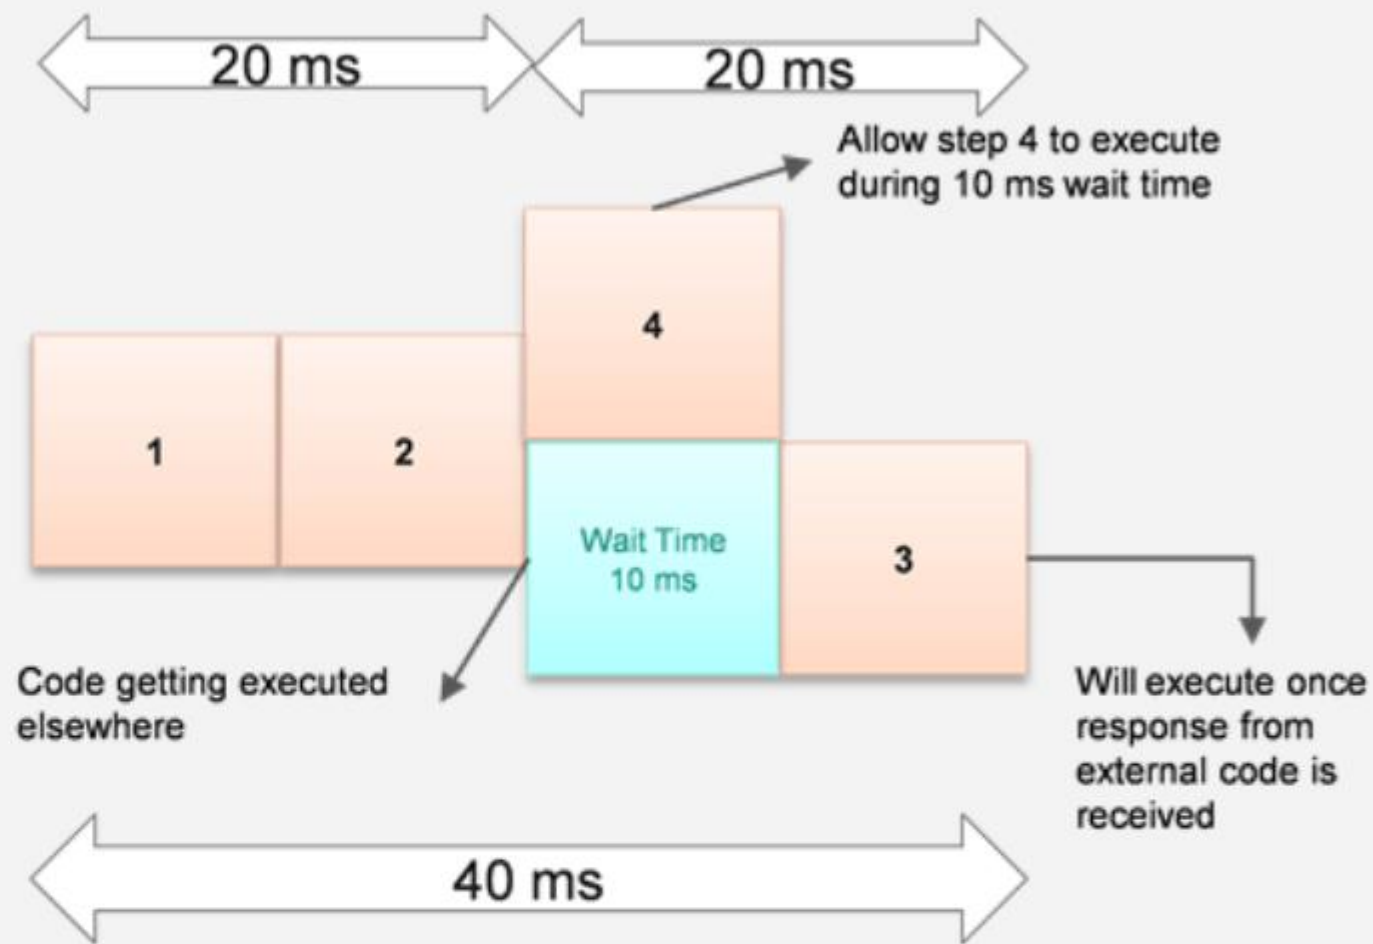 20 ms
20 ms
Allow step 4 to execute
during 10 ms wait time
4
1
2
Wait Time
10 ms
3
Code getting executed
elsewhere
Will execute once
response from
external code is
received
40 ms